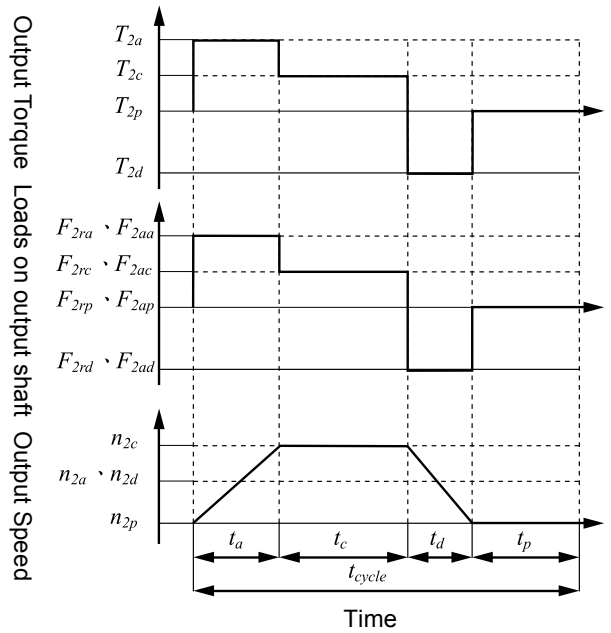 Output Torque
T2a
T2c
T2p
T2d
Loads on output shaft
F2ra、F2aa
F2rc、F2ac
F2rp、F2ap
F2rd、F2ad
Output Speed
n2c
n2a、n2d
n2p
ta
tc
td
tp
tcycle
Time